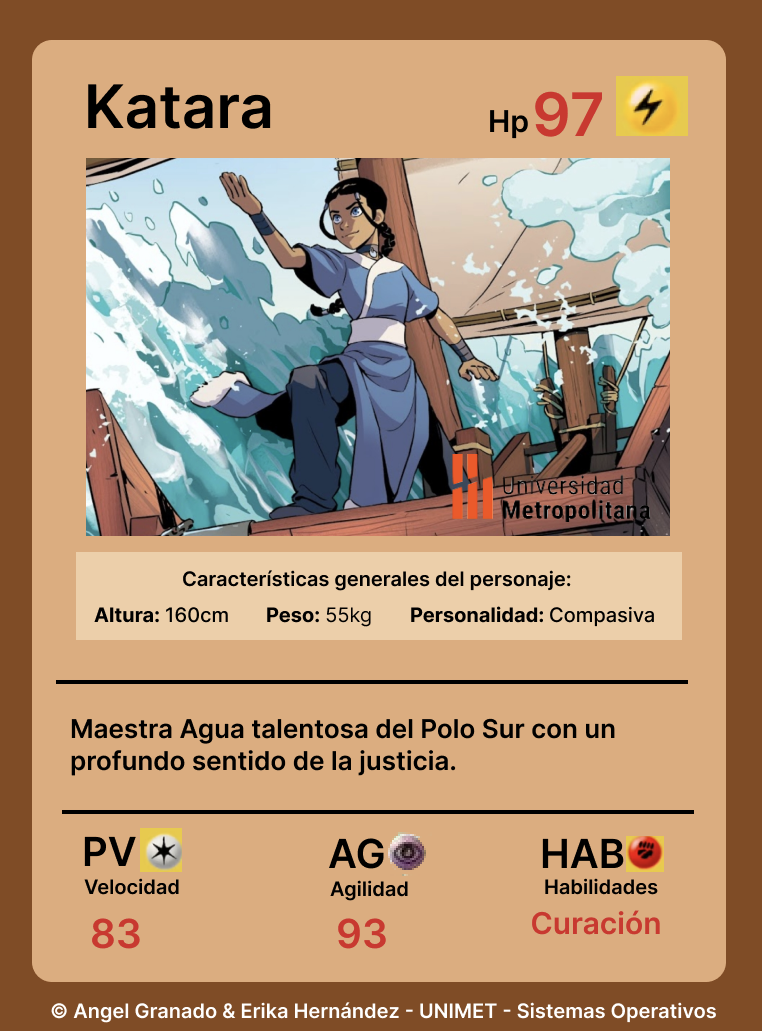 Katara
Hp 97
Universidad
Metropolitana
Características generales del personaje:
Altura: 160cm Peso: 55kg Personalidad: Compasiva
Maestra Agua talentosa del Polo Sur con un
profundo sentido de la justicia.
PV AG HAB
Velocidad Agilidad Habilidades
83 93 Curación
© Angel Granado & Erika Hernández - UNIMET - Sistemas Operativos